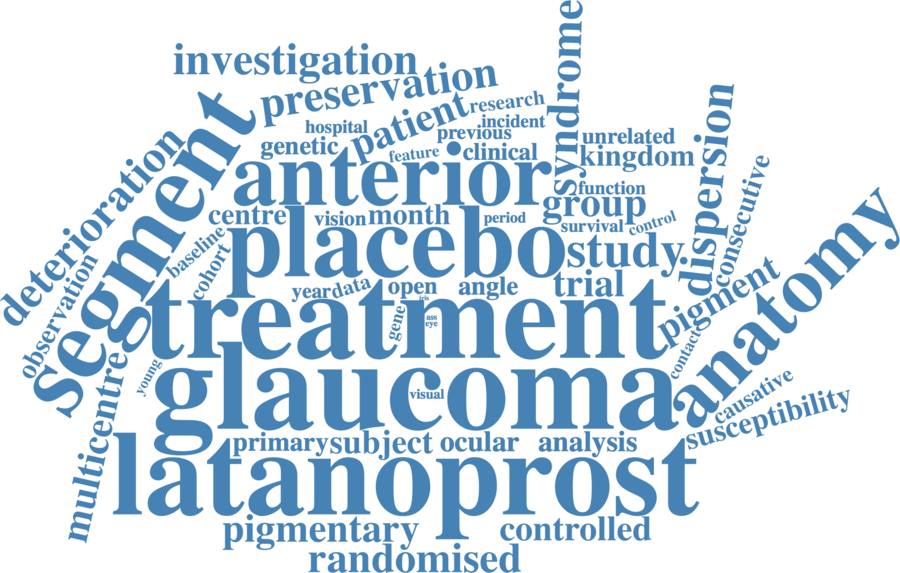 syndrome
investigation
preservation
segment
patient
research
incident
hospital
previous
unrelated
genetic
feature
clinical
kingdom
dispersion
deterioration
anterior
function
group
consecutive
centre
vision
month
period
survival
control
placebo
study
baseline
cohort
observation
year
data
open
angle
trial
iris
gene
ass
eye
treatment
pigment
anatomy
contact
young
glaucoma
visual
causative
susceptibility
multicentre
primary
subject
ocular
analysis
latanoprost
pigmentary
controlled
randomised